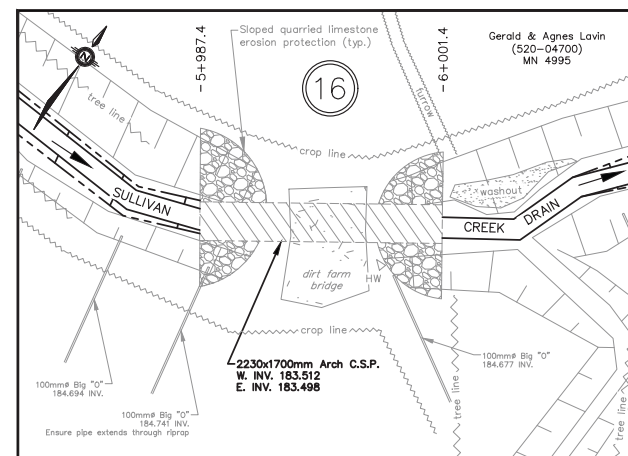 Sloped quarried limestone
erosion protection (typ.)
-5+987.4
-6+001.4
Gerald & Agnes Lavin
(520-04700)
MN 4995
N
16
tree line
furrow
crop line
washout
SULLIVAN
CREEK
DRAIN
dirt farm
bridge
HW
crop line
2230x1700mm Arch C.S.P.
W. INV. 183.512
E. INV. 183.498
100mmø Big "O"
184.677 INV.
100mmø Big "O"
184.694 INV.
100mmø Big "O"
184.741 INV.
Ensure pipe extends through riprap
tree line
tree line